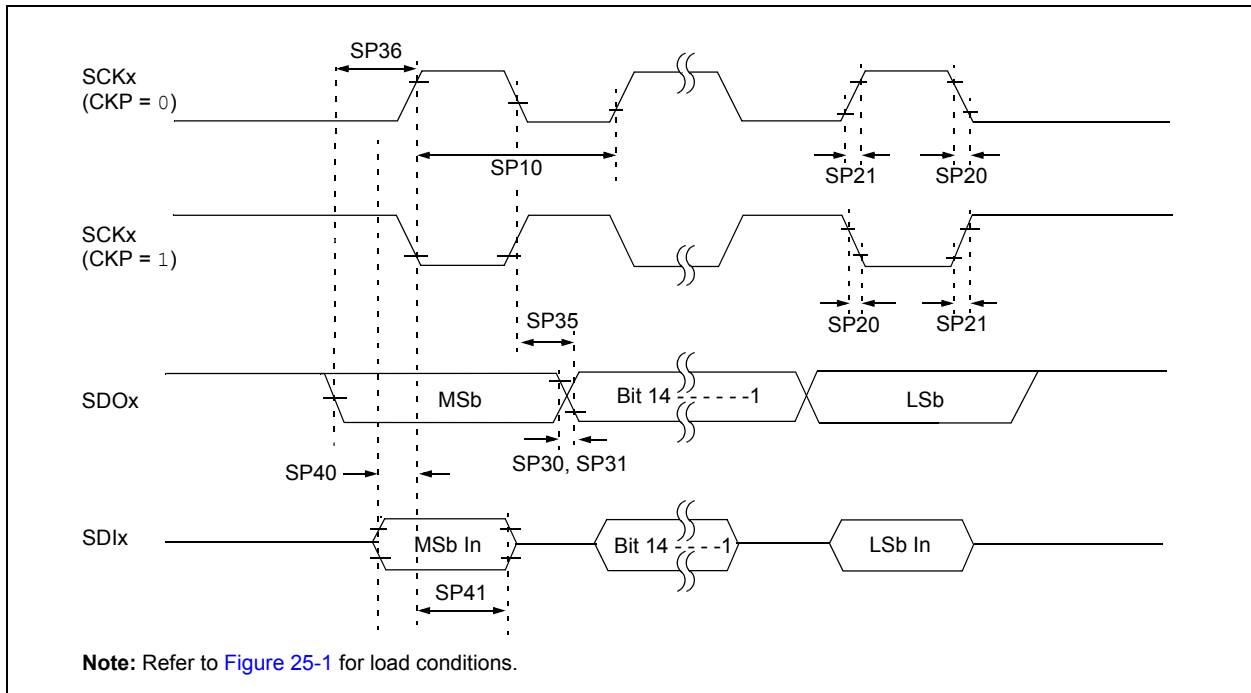 SP36
SCKx
(CKP = 0)
SP10
SP21
SP20
SCKx
(CKP = 1)
SP35
SP20
SP21
SDOx
MSb
Bit 14 - - - - - -1
LSb
SP40
SP30, SP31
SDIx
MSb In
Bit 14 - - - - -1
LSb In
SP41
Note: Refer to Figure 25-1 for load conditions.